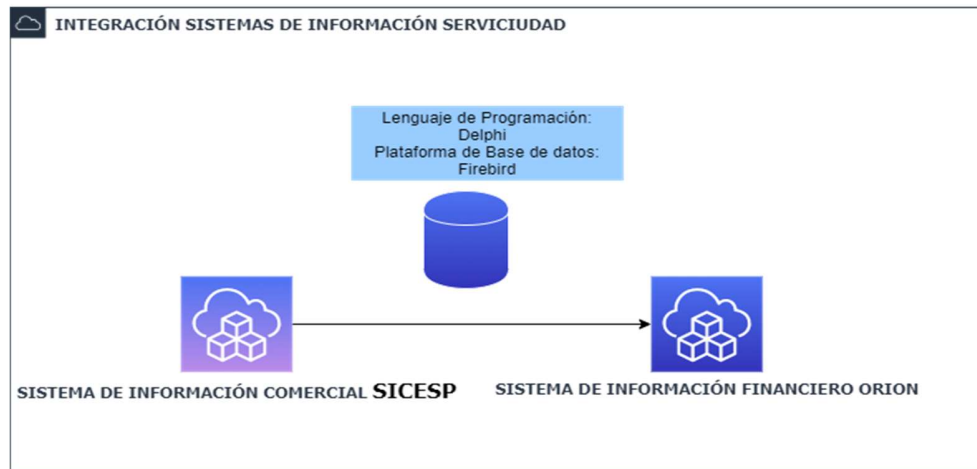 INTEGRACIÓN SISTEMAS DE INFORMACIÓN SERVICIUDAD
Lenguaje de Programación:
Delphi
Plataforma de Base de datos:
Firebird
SISTEMA DE INFORMACIÓN COMERCIAL SICESP
SISTEMA DE INFORMACIÓN FINANCIERO ORION